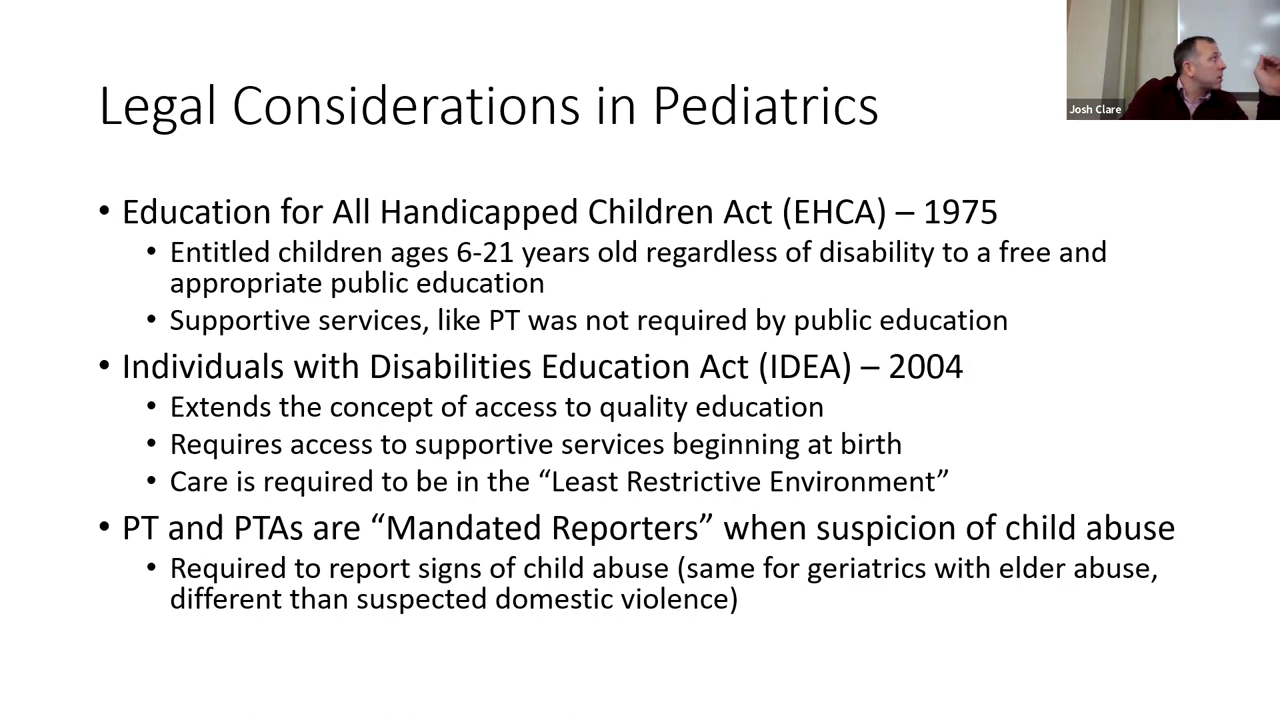 Legal Considerations in Pediatrics
Josh Clare
• Education for All Handicapped Children Act (EHCA) – 1975
• Entitled children ages 6-21 years old regardless of disability to a free and
appropriate public education
• Supportive services, like PT was not required by public education
• Individuals with Disabilities Education Act (IDEA) – 2004
• Extends the concept of access to quality education
• Requires access to supportive services beginning at birth
• Care is required to be in the “Least Restrictive Environment”
• PT and PTAs are “Mandated Reporters” when suspicion of child abuse
• Required to report signs of child abuse (same for geriatrics with elder abuse,
different than suspected domestic violence)